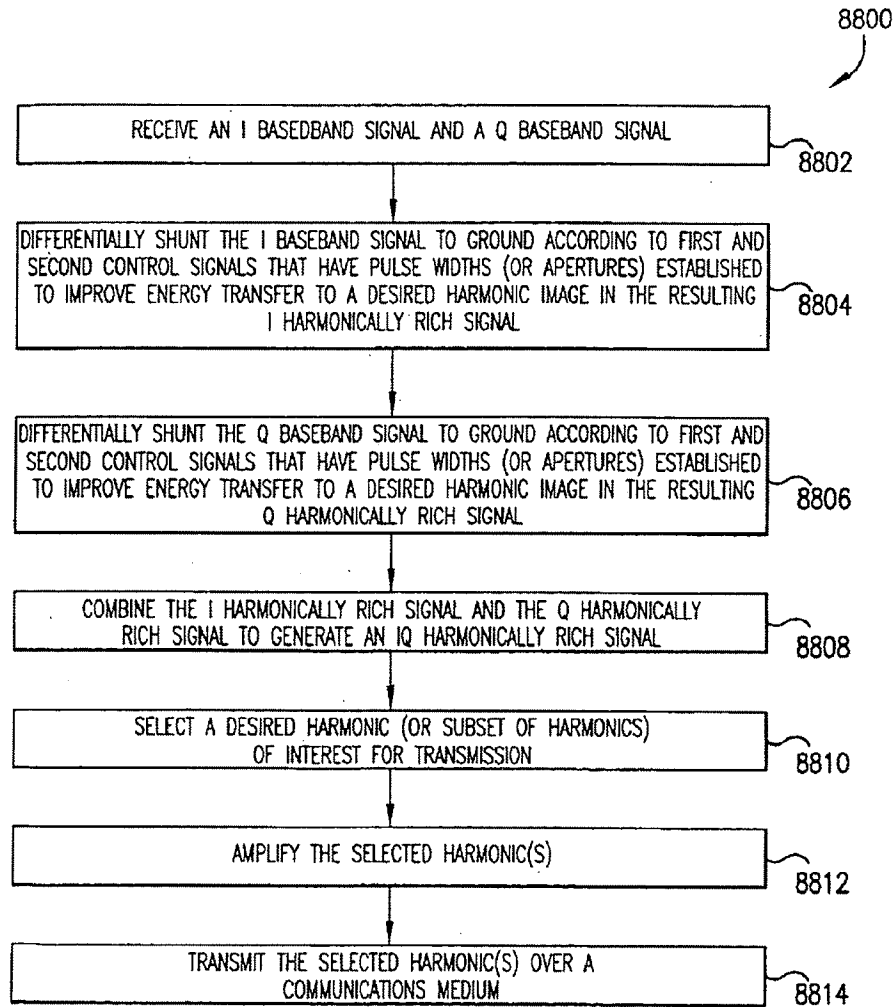 8800
RECEIVE AN I BASEDBAND SIGNAL AND A Q BASEBAND SIGNAL
8802
DIFFERENTIALLY SHUNT THE I BASEBAND SIGNAL TO GROUND ACCORDING TO FIRST AND
SECOND CONTROL SIGNALS THAT HAVE PULSE WIDTHS (OR APERTURES) ESTABLISHED
TO IMPROVE ENERGY TRANSFER TO A DESIRED HARMONIC IMAGE IN THE RESULTING
I HARMONICALLY RICH SIGNAL
8804
DIFFERENTIALLY SHUNT THE Q BASEBAND SIGNAL TO GROUND ACCORDING TO FIRST AND
SECOND CONTROL SIGNALS THAT HAVE PULSE WIDTHS (OR APERTURES) ESTABLISHED
TO IMPROVE ENERGY TRANSFER TO A DESIRED HARMONIC IMAGE IN THE RESULTING
Q HARMONICALLY RICH SIGNAL
8806
COMBINE THE I HARMONICALLY RICH SIGNAL AND THE Q HARMONICALLY
RICH SIGNAL TO GENERATE AN IQ HARMONICALLY RICH SIGNAL
8808
SELECT A DESIRED HARMONIC (OR SUBSET OF HARMONICS)
OF INTEREST FOR TRANSMISSION
8810
AMPLIFY THE SELECTED HARMONIC(S)
8812
TRANSMIT THE SELECTED HARMONIC(S) OVER A
COMMUNICATIONS MEDIUM
8814